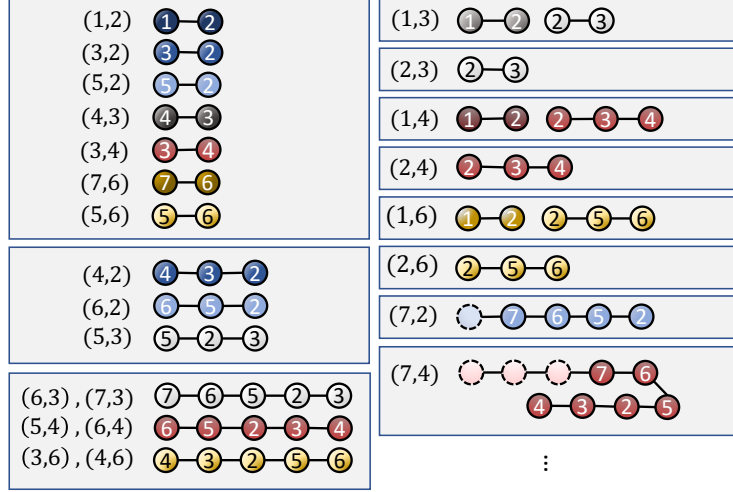 (1,2) 1 2
(3,2) 3 2
(5,2) 5 2
(4,3) 4 3
(3,4) 3 4
(7,6) 7 6
(5,6) 5 6
(4,2) 4 3 2
(6,2) 6 5 2
(5,3) 5 2 3
(6,3) , (7,3) 7 6 5 2 3
(5,4) , (6,4) 6 5 2 3 4
(3,6) , (4,6) 4 3 2 5 6
(1,3) 1 2 2 3
(2,3) 2 3
(1,4) 1 2 2 3 4
(2,4) 2 3 4
(1,6) 1 2 2 5 6
(2,6) 2 5 6
(7,2) 7 6 5 2
(7,4) 7 6
4 3 2 5
⋮